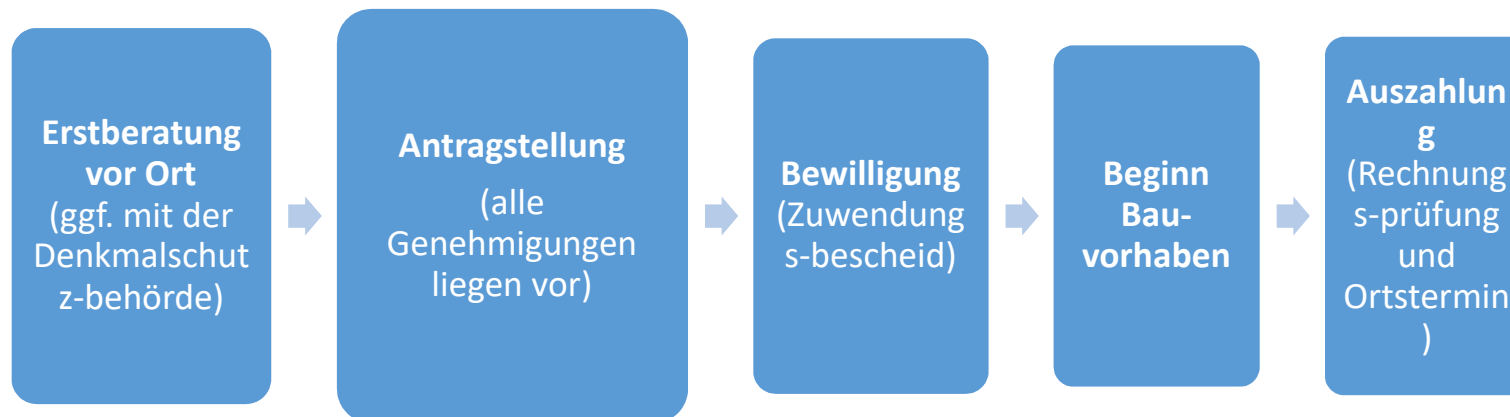 Erstberatung
vor Ort
(ggf. mit der
Denkmalschut
z-behörde)
Antragstellung
(alle
Genehmigungen
liegen vor)
Bewilligung
(Zuwendung
s-bescheid)
Beginn
Bau-
vorhaben
Auszahlun
g
(Rechnung
s-prüfung
und
Ortstermin
)